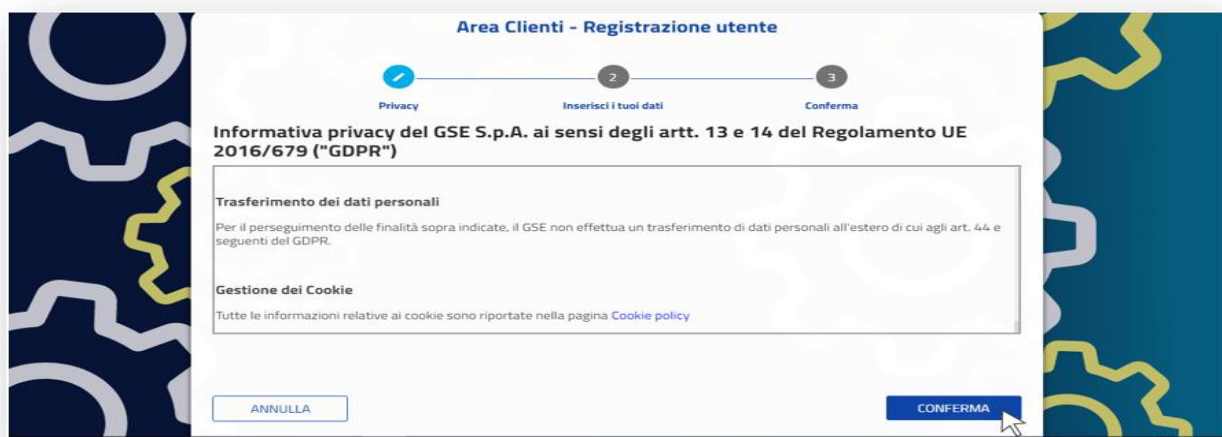 Area Clienti - Registrazione utente
2
3
Privacy
Inserisci i tuoi dati
Conferma
Informativa privacy del GSE S.p.A. ai sensi degli artt. 13 e 14 del Regolamento UE
2016/679 ("GDPR")
Trasferimento dei dati personali
Per il perseguimento delle finalità sopra indicate, il GSE non effettua un trasferimento di dati personali all'estero di cui agli art. 44 e
seguenti del GDPR.
Gestione dei Cookie
Tutte le informazioni relative ai cookie sono riportate nella pagina Cookie policy
ANNULLA
CONFERMA